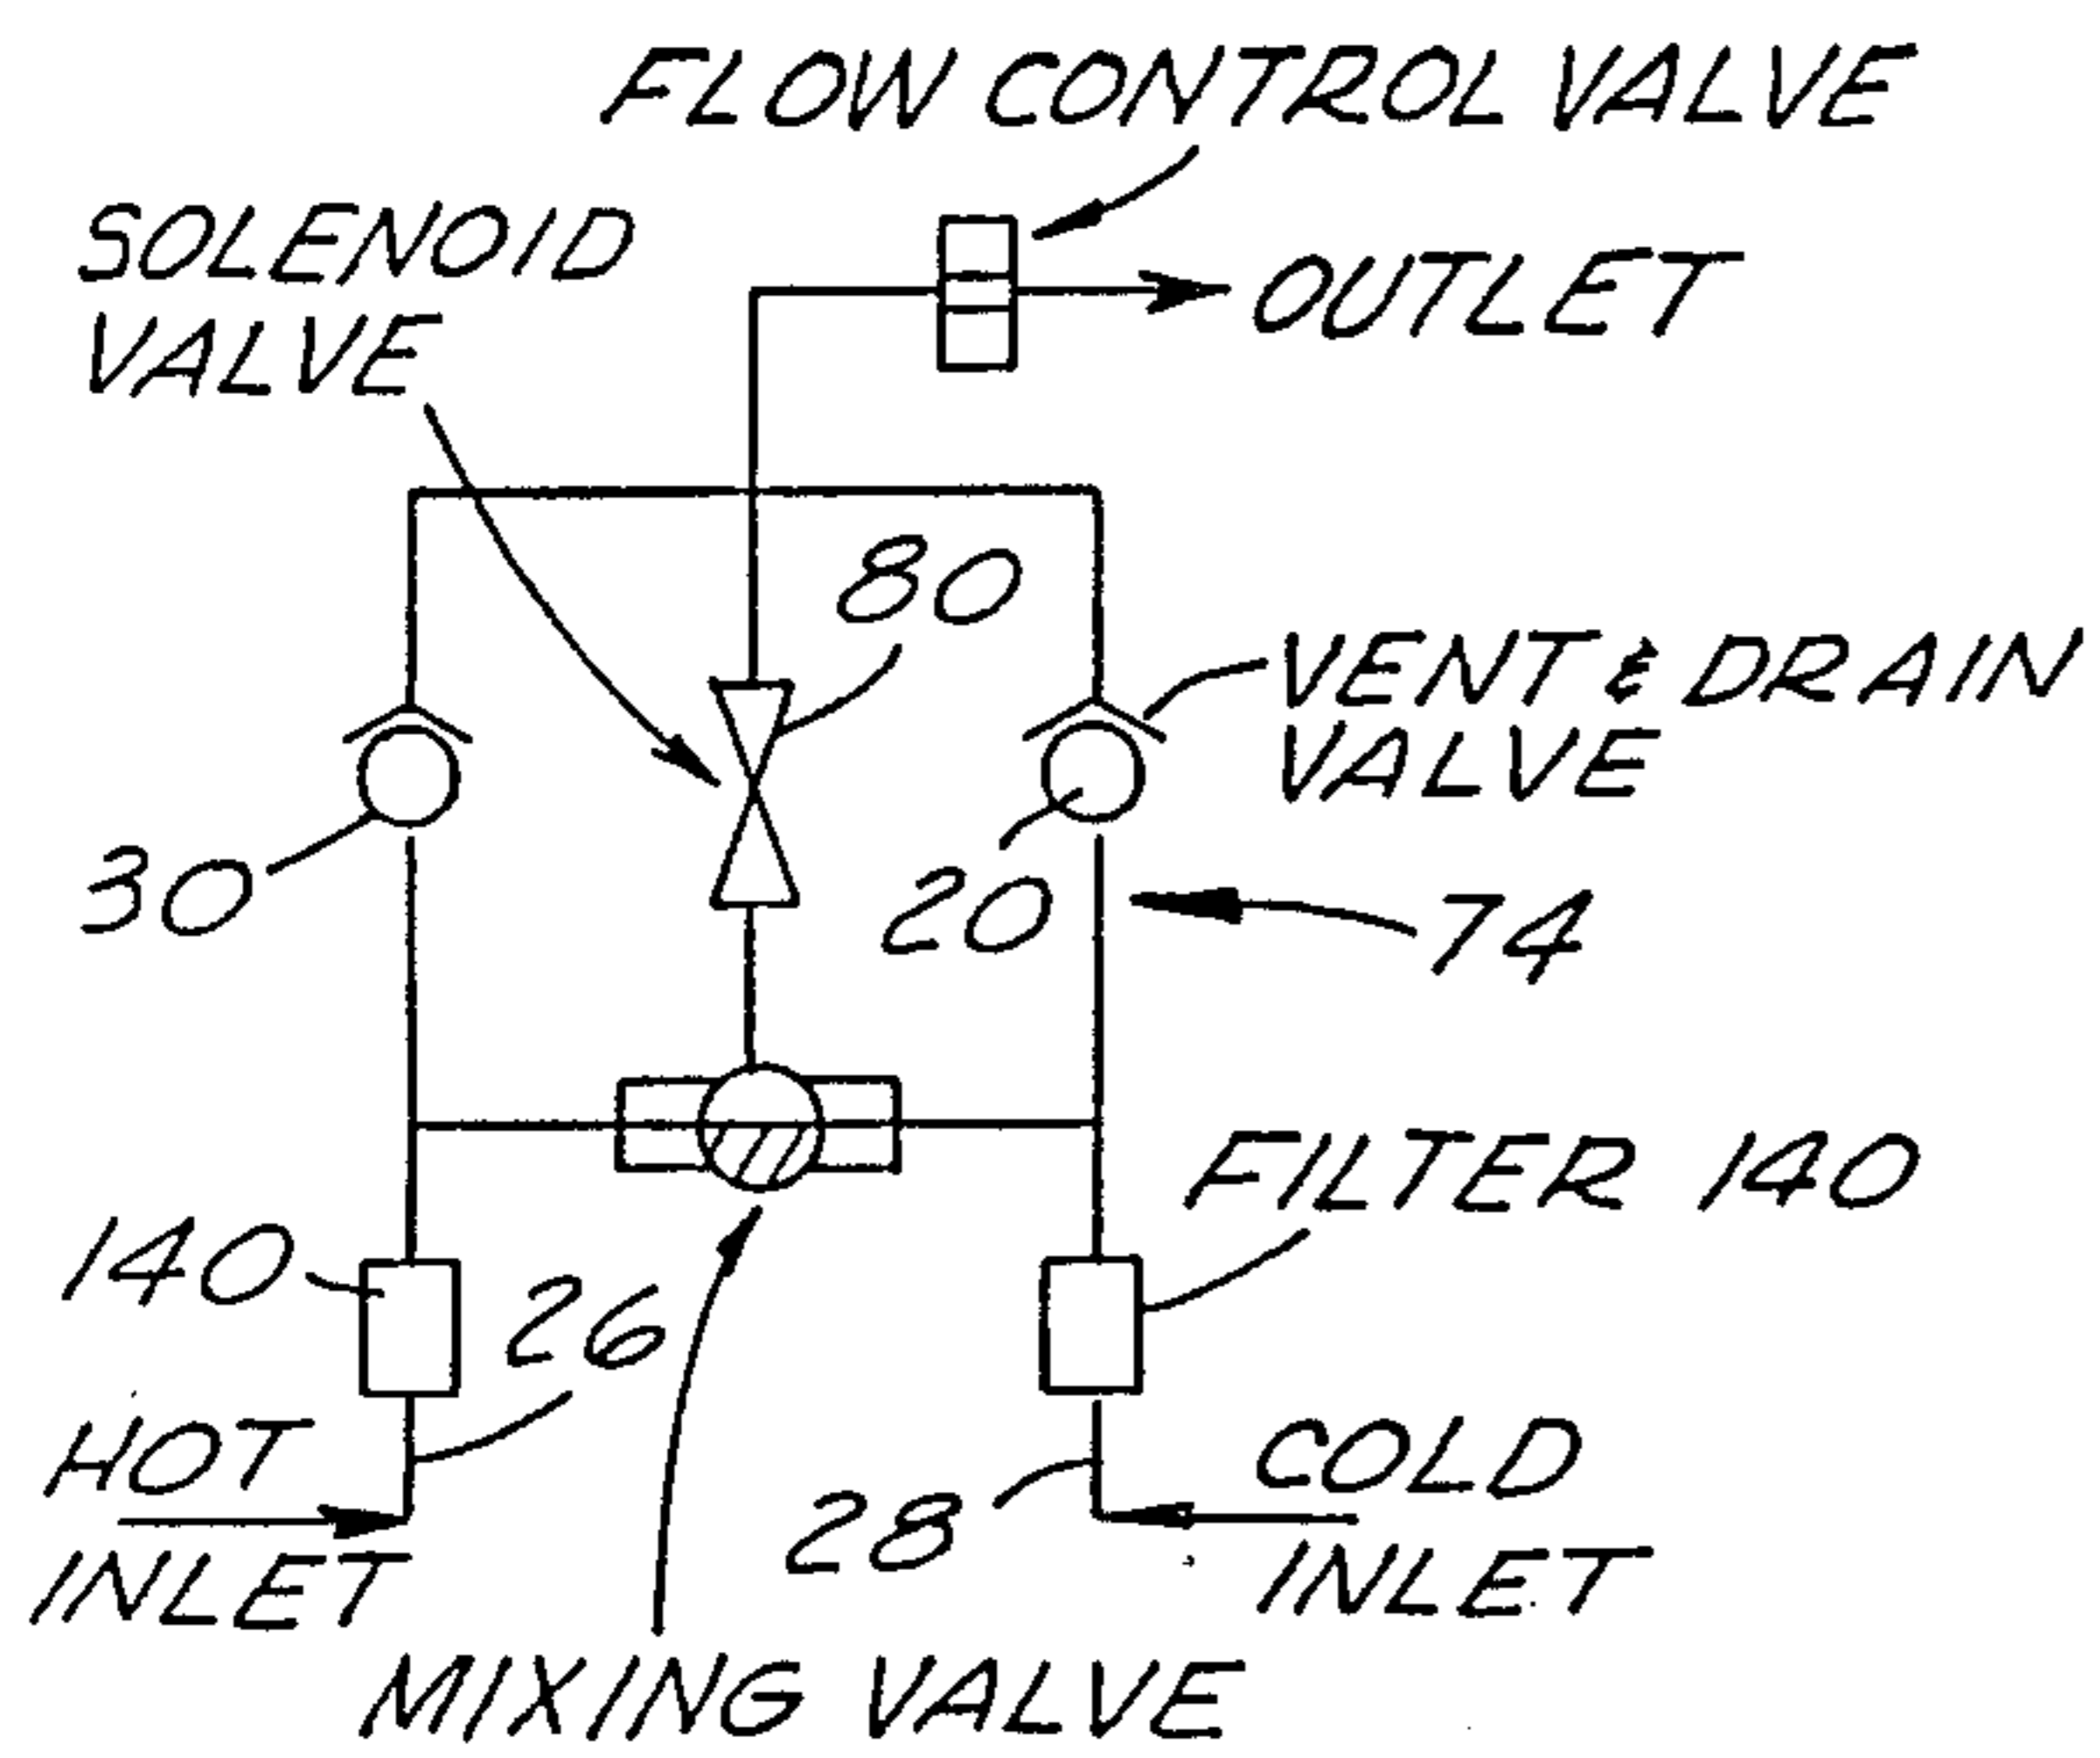 FLOW CONTROL VALVE
SOLENOID
VALVE
OUTLET
80
VENT & DRAIN
VALVE
30
20
74
FILTER 140
140
26
HOT
INLET
28
COLD
INLET
MIXING VALVE